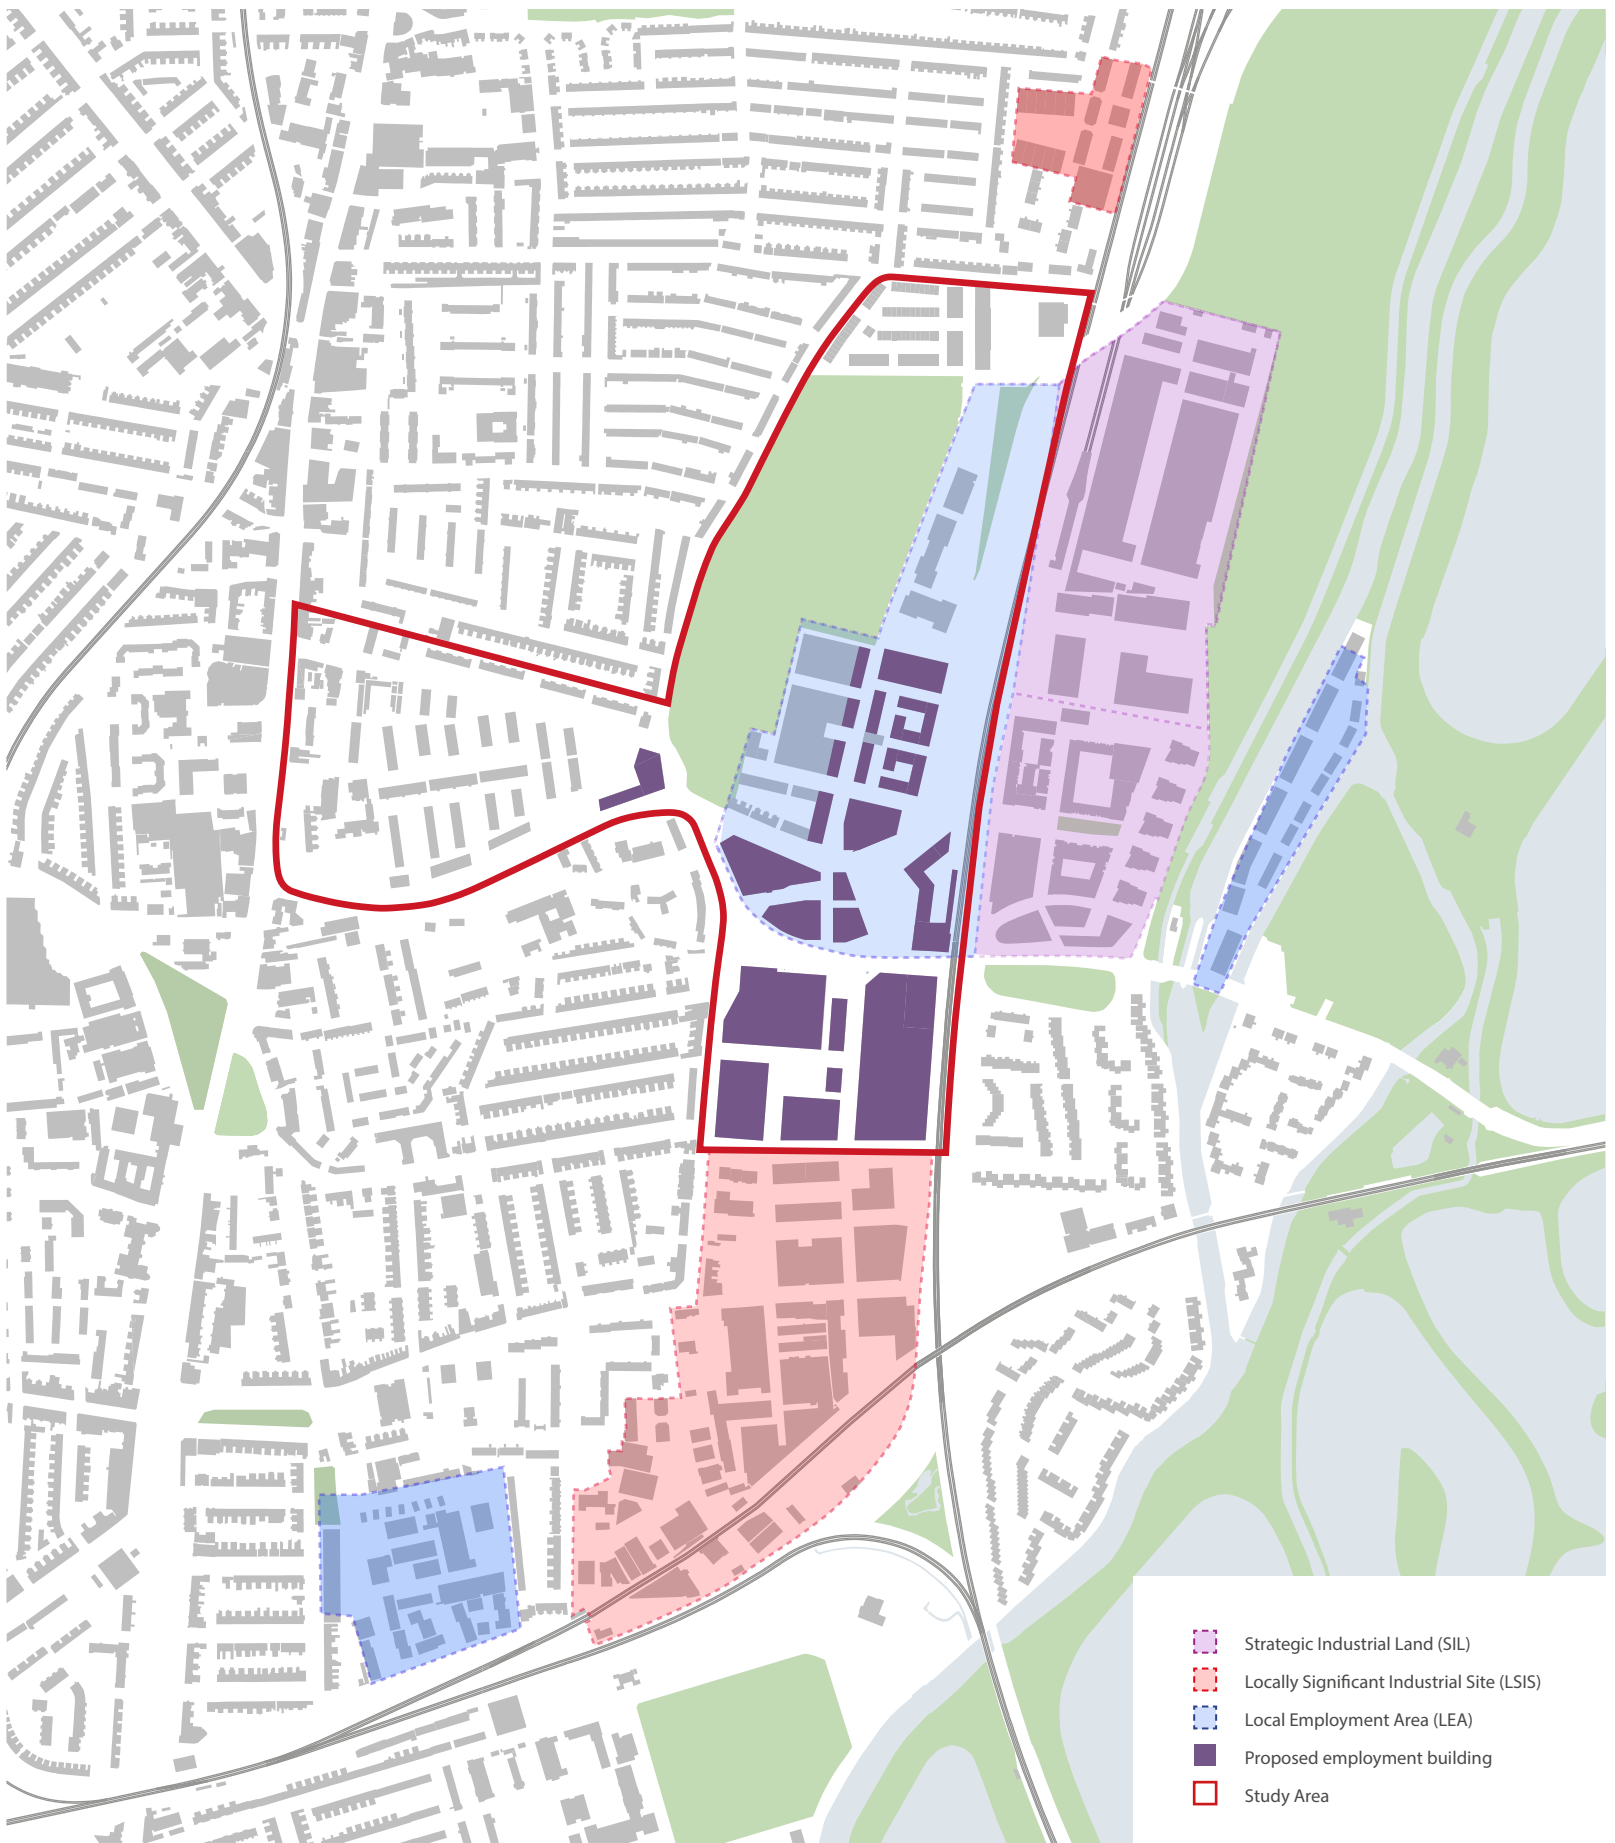 Strategic Industrial Land (SIL)
Locally Significant Industrial Site (LSIS)
Local Employment Area (LEA)
Proposed employment building
Study Area